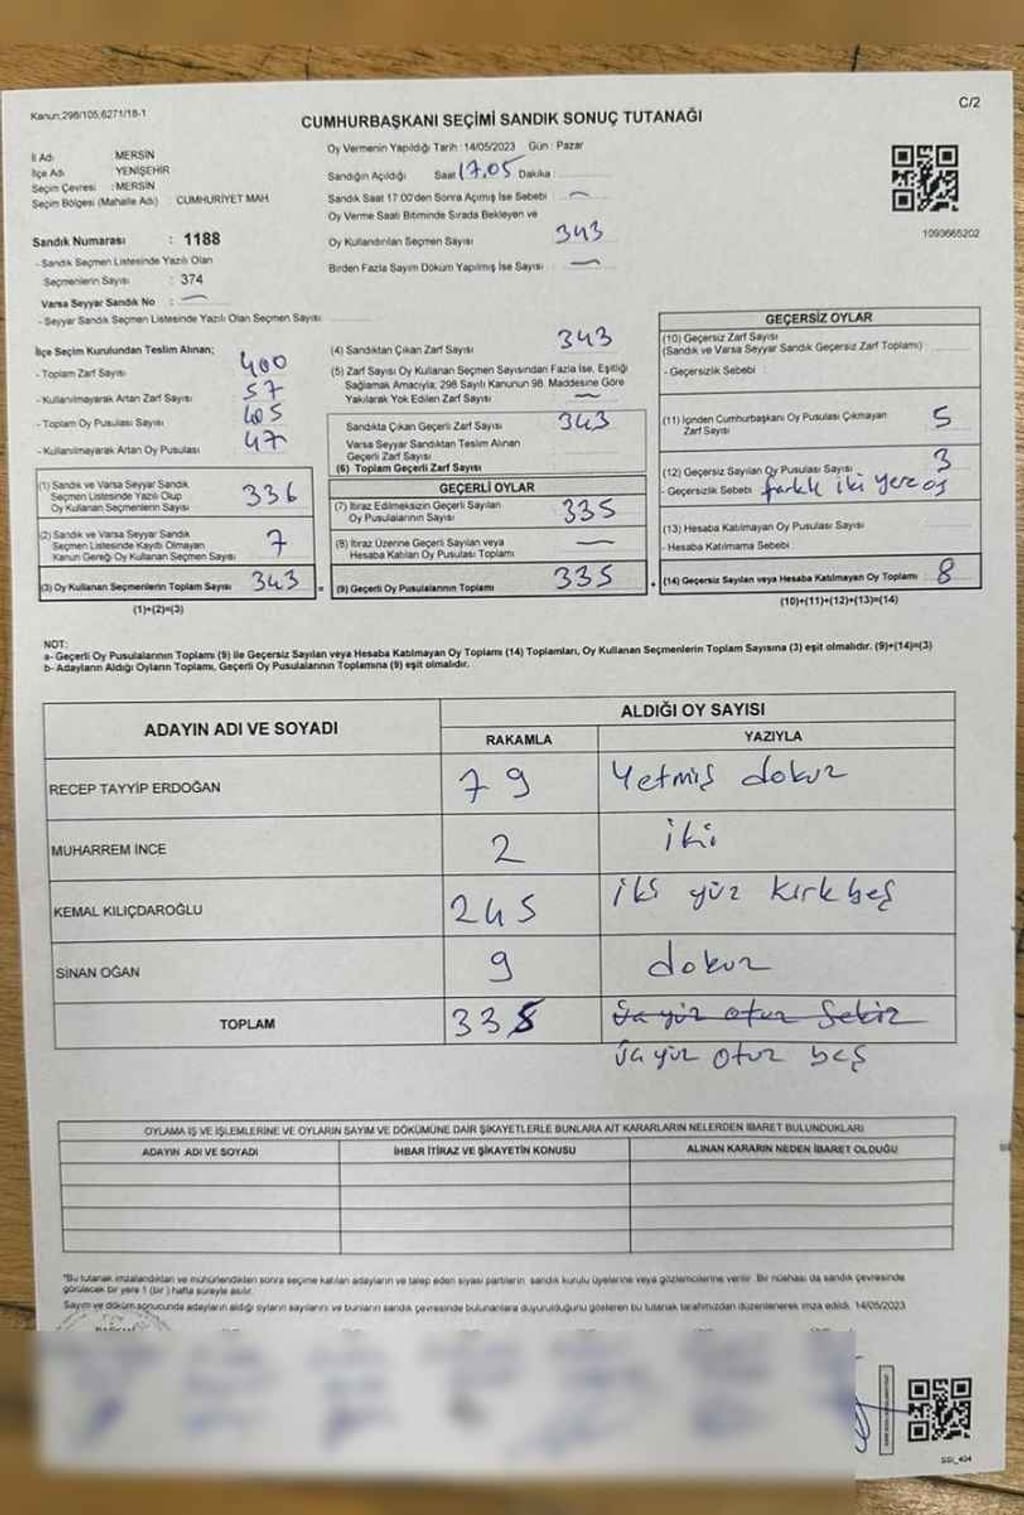 Kanun:298/105;6271/18-1
C/2
CUMHURBAŞKANI SEÇİMİ SANDIK SONUÇ TUTANAĞI
İl Adı : MERSİN
İlçe Adı : YENİŞEHİR
Seçim Çevresi : MERSİN
Seçim Bölgesi (Mahalle Adı) : CUMHURİYET MAH
Sandık Numarası : 1188
- Sandık Seçmen Listesinde Yazılı Olan
Seçmenlerin Sayısı : 374
Varsa Seyyar Sandık No : —
- Seyyar Sandık Seçmen Listesinde Yazılı Olan Seçmen Sayısı:
Oy Vermenin Yapıldığı Tarih : 14/05/2023 Gün : Pazar
Sandığın Açıldığı Saat 17.05 Dakika
Sandık Saat 17:00'den Sonra Açılmış İse Sebebi : —
Oy Verme Saati Bitiminde Sırada Bekleyen ve
Oy Kullandırılan Seçmen Sayısı 343
Birden Fazla Sayım Döküm Yapılmış İse Sayısı : —
1093665202
İlçe Seçim Kurulundan Teslim Alınan;
- Toplam Zarf Sayısı 400
- Kullanılmayarak Artan Zarf Sayısı 57
- Toplam Oy Pusulası Sayısı 405
- Kullanılmayarak Artan Oy Pusulası 47
(1) Sandık ve Varsa Seyyar Sandık
Seçmen Listesinde Yazılı Olup
Oy Kullanan Seçmenlerin Sayısı 336
(2) Sandık ve Varsa Seyyar Sandık
Seçmen Listesinde Kayıtlı Olmayan
Kanun Gereği Oy Kullanan Seçmen Sayısı 7
(3) Oy Kullanan Seçmenlerin Toplam Sayısı 343 =
(1)+(2)=(3)
(4) Sandıktan Çıkan Zarf Sayısı 343
(5) Zarf Sayısı Oy Kullanan Seçmen Sayısından Fazla İse, Eşitliği
Sağlamak Amacıyla; 298 Sayılı Kanunun 98. Maddesine Göre
Yakılarak Yok Edilen Zarf Sayısı —
Sandıkta Çıkan Geçerli Zarf Sayısı 343
Varsa Seyyar Sandıktan Teslim Alınan
Geçerli Zarf Sayısı
(6) Toplam Geçerli Zarf Sayısı
GEÇERLİ OYLAR
(7) İtiraz Edilmeksizin Geçerli Sayılan
Oy Pusulalarının Sayısı 335
(8) İtiraz Üzerine Geçerli Sayılan veya
Hesaba Katılan Oy Pusulası Toplamı —
(9) Geçerli Oy Pusulalarının Toplamı 335 +
GEÇERSİZ OYLAR
(10) Geçersiz Zarf Sayısı
(Sandık ve Varsa Seyyar Sandık Geçersiz Zarf Toplamı)
- Geçersizlik Sebebi :
(11) İçinden Cumhurbaşkanı Oy Pusulası Çıkmayan
Zarf Sayısı 5
(12) Geçersiz Sayılan Oy Pusulası Sayısı 3
- Geçersizlik Sebebi farklı iki yere oy
(13) Hesaba Katılmayan Oy Pusulası Sayısı
- Hesaba Katılmama Sebebi :
(14) Geçersiz Sayılan veya Hesaba Katılmayan Oy Toplamı 8
(10)+(11)+(12)+(13)=(14)
NOT:
a- Geçerli Oy Pusulalarının Toplamı (9) ile Geçersiz Sayılan veya Hesaba Katılmayan Oy Toplamı (14) Toplamları, Oy Kullanan Seçmenlerin Toplam Sayısına (3) eşit olmalıdır. (9)+(14)=(3)
b- Adayların Aldığı Oyların Toplamı, Geçerli Oy Pusulalarının Toplamına (9) eşit olmalıdır.
ADAYIN ADI VE SOYADI
ALDIĞI OY SAYISI
RAKAMLA YAZIYLA
RECEP TAYYİP ERDOĞAN 79 Yetmiş dokuz
MUHARREM İNCE 2 iki
KEMAL KILIÇDAROĞLU 245 iki yüz kırk beş
SİNAN OĞAN 9 dokuz
TOPLAM 335 üç yüz otuz sekiz
üç yüz otuz beş
OYLAMA İŞ VE İŞLEMLERİNE VE OYLARIN SAYIM VE DÖKÜMÜNE DAİR ŞİKAYETLERLE BUNLARA AİT KARARLARIN NELERDEN İBARET BULUNDUKLARI
ADAYIN ADI VE SOYADI İHBAR İTİRAZ VE ŞİKAYETİN KONUSU ALINAN KARARIN NEDEN İBARET OLDUĞU
*Bu tutanak imzalandıktan ve mühürlendikten sonra seçime katılan adayların ve talep eden siyasi partilerin, sandık kurulu üyelerine veya gözlemcilerine verilir. Bir nüshası da sandık çevresinde
görülecek bir yere 1 (bir) hafta süreyle asılır.
Sayım ve döküm sonucunda adayların aldığı oyların sayılarını ve bunların sandık çevresinde bulunanlara duyurulduğunu gösteren bu tutanak tarafımızdan düzenlenerek imza edildi. 14/05/2023